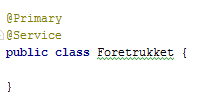 @Primary
@Service
public class Foretrukket {
}